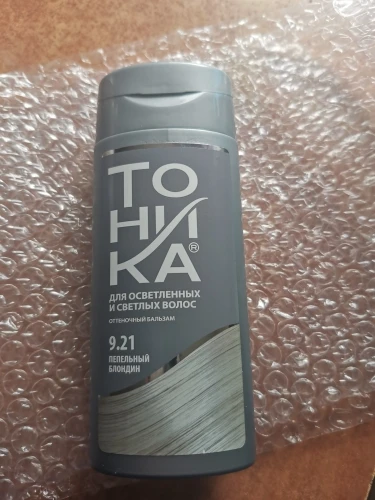 ТО
НИ
КА®
ДЛЯ ОСВЕТЛЕННЫХ
И СВЕТЛЫХ ВОЛОС
ОТТЕНОЧНЫЙ БАЛЬЗАМ
9.21
ПЕПЕЛЬНЫЙ
БЛОНДИН